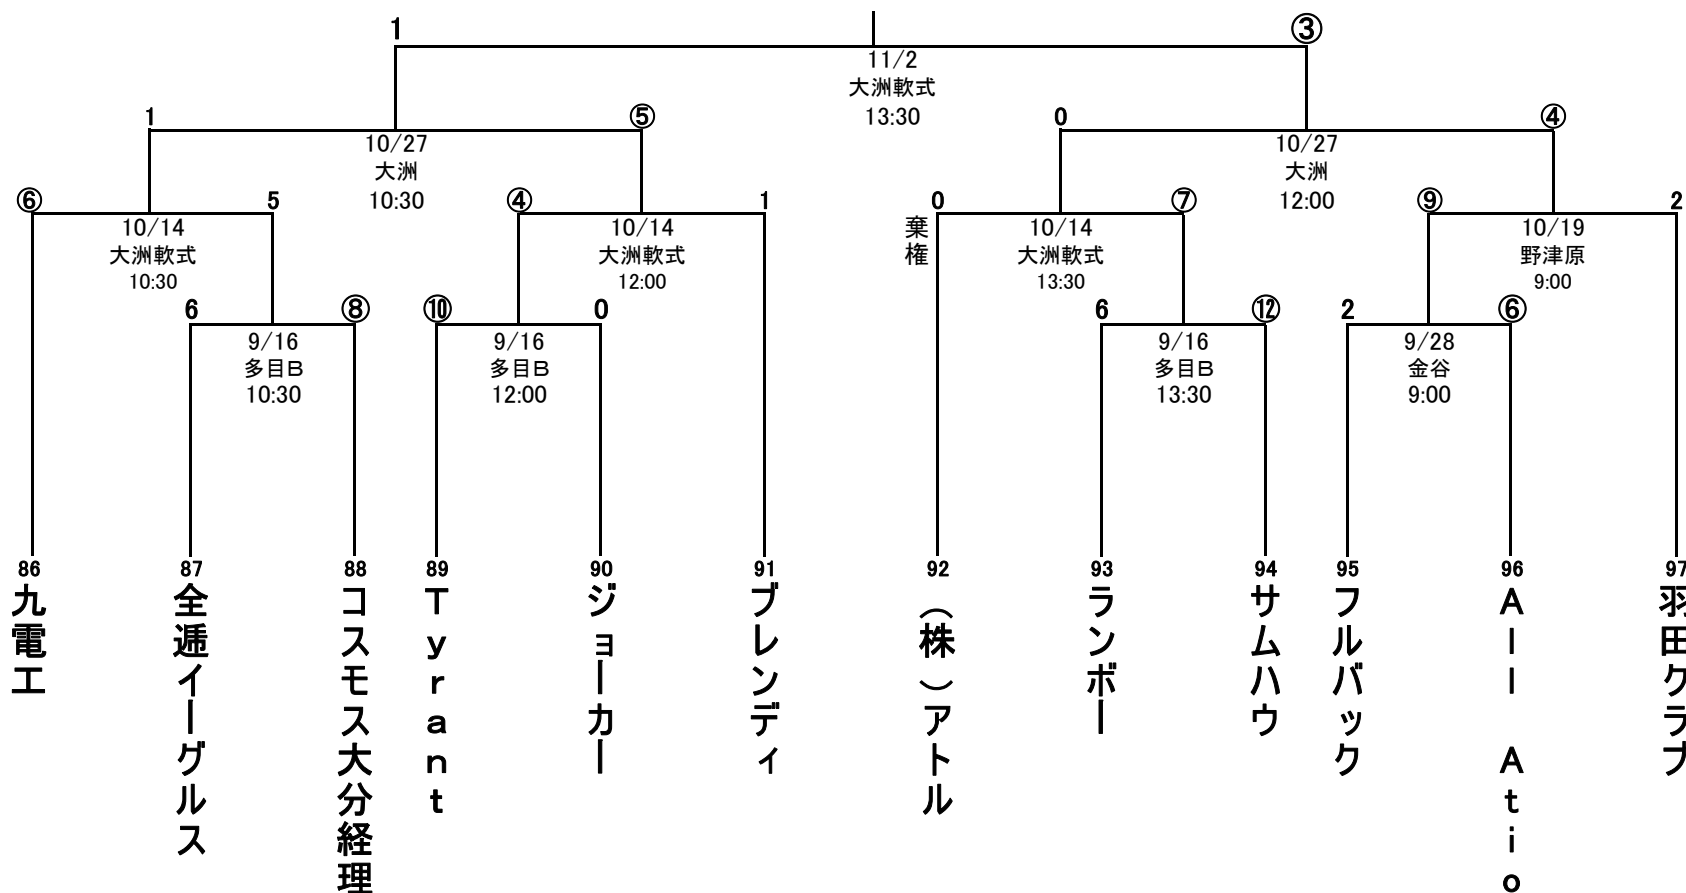 1
③
11/2
大洲軟式
13:30
1
⑤
0
④
10/27
大洲
10:30
10/27
大洲
12:00
⑥
5
④
1
0
⑦
⑨
2
棄権
10/14
大洲軟式
10:30
10/14
大洲軟式
12:00
10/14
大洲軟式
13:30
10/19
野津原
9:00
6
⑧
⑩
0
6
⑫
2
⑥
9/16
多目B
10:30
9/16
多目B
12:00
9/16
多目B
13:30
9/28
金谷
9:00
86
九電工
87
全逓イーグルス
88
コスモス大分経理
89
Tyrant
90
ジョーカー
91
ブレンディ
92
（株）アトル
93
ランボー
94
サムハウ
95
フルバック
96
All Atio
97
羽田クラブ